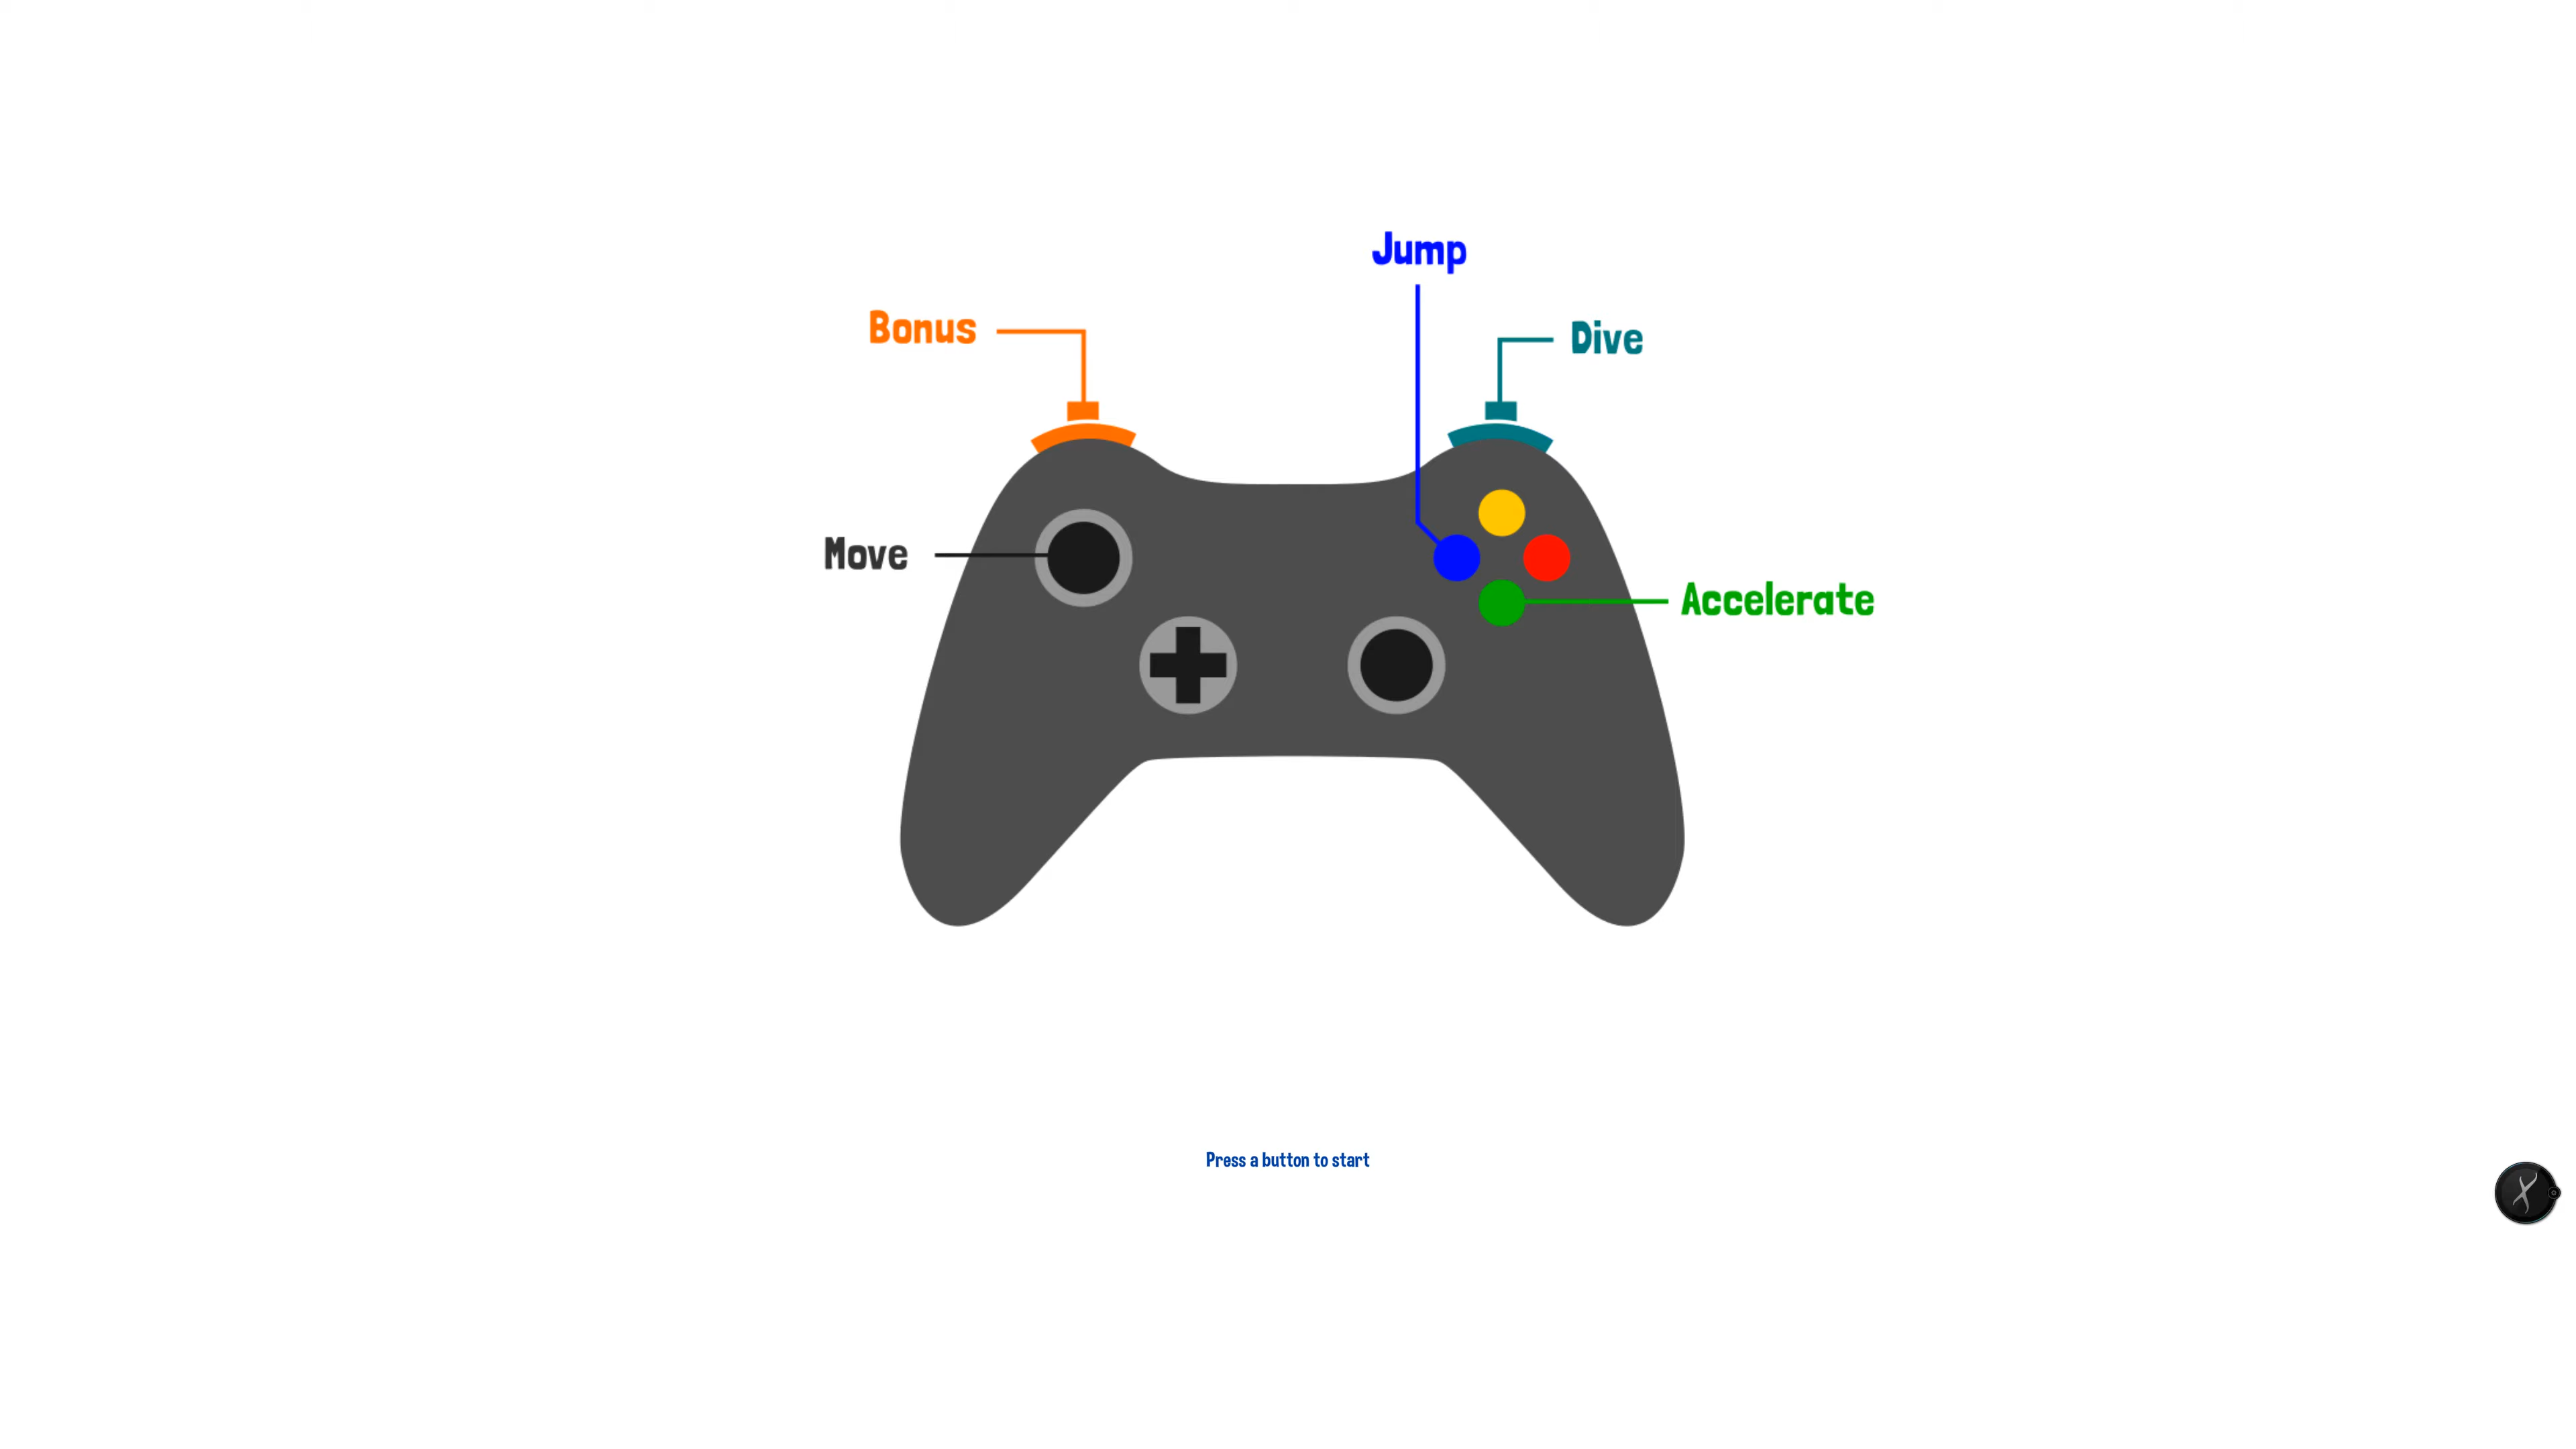 Jump
Bonus
Dive
Move
Accelerate
Press a button to start